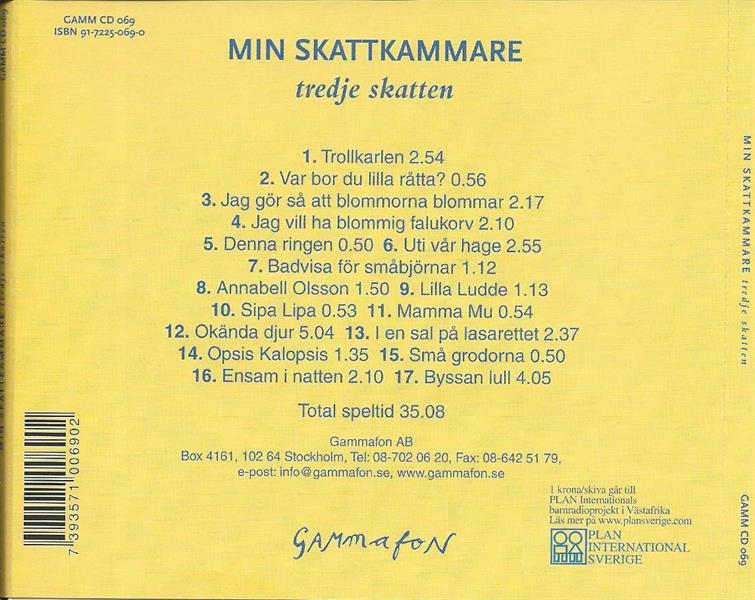 GAMM CD 069
ISBN 91-7225-069-0
MIN SKATTKAMMARE
tredje skatten
1. Trollkarlen 2.54
2. Var bor du lilla råtta? 0.56
3. Jag gör så att blommorna blommar 2.17
4. Jag vill ha blommig falukorv 2.10
5. Denna ringen 0.50 6. Uti vår hage 2.55
7. Badvisa för småbjörnar 1.12
8. Annabell Olsson 1.50 9. Lilla Ludde 1.13
10. Sipa Lipa 0.53 11. Mamma Mu 0.54
12. Okända djur 5.04 13. I en sal på lasarettet 2.37
14. Opsis Kalopsis 1.35 15. Små grodorna 0.50
16. Ensam i natten 2.10 17. Byssan lull 4.05
Total speltid 35.08
Gammafon AB
Box 4161, 102 64 Stockholm, Tel: 08-702 06 20, Fax: 08-642 51 79,
e-post: info@gammafon.se, www.gammafon.se
7 393571 006902
GAMMAFON
1 krona/skiva går till
PLAN Internationals
barnradioprojekt i Västafrika
Läs mer på www.plansverige.com
PLAN
INTERNATIONAL
SVERIGE
MIN SKATTKAMMARE tredje skatten
GAMM CD 069
MIN SKATTKAMMARE tredje skatten
GAMM CD 069